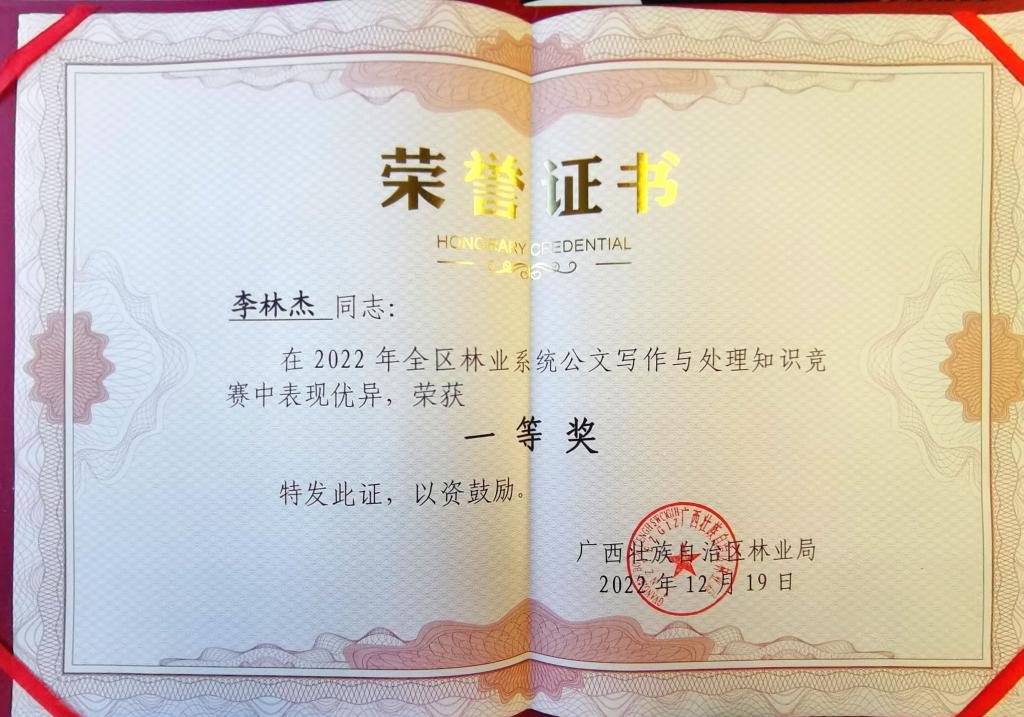 荣誉证书
HONORARY CREDENTIAL
李林杰 同志：
在 2022 年全区林业系统公文写作与处理知识竞
赛中表现优异，荣获
一等奖
特发此证，以资鼓励。
广西壮族自治区林业局
2022 年 12 月 19 日